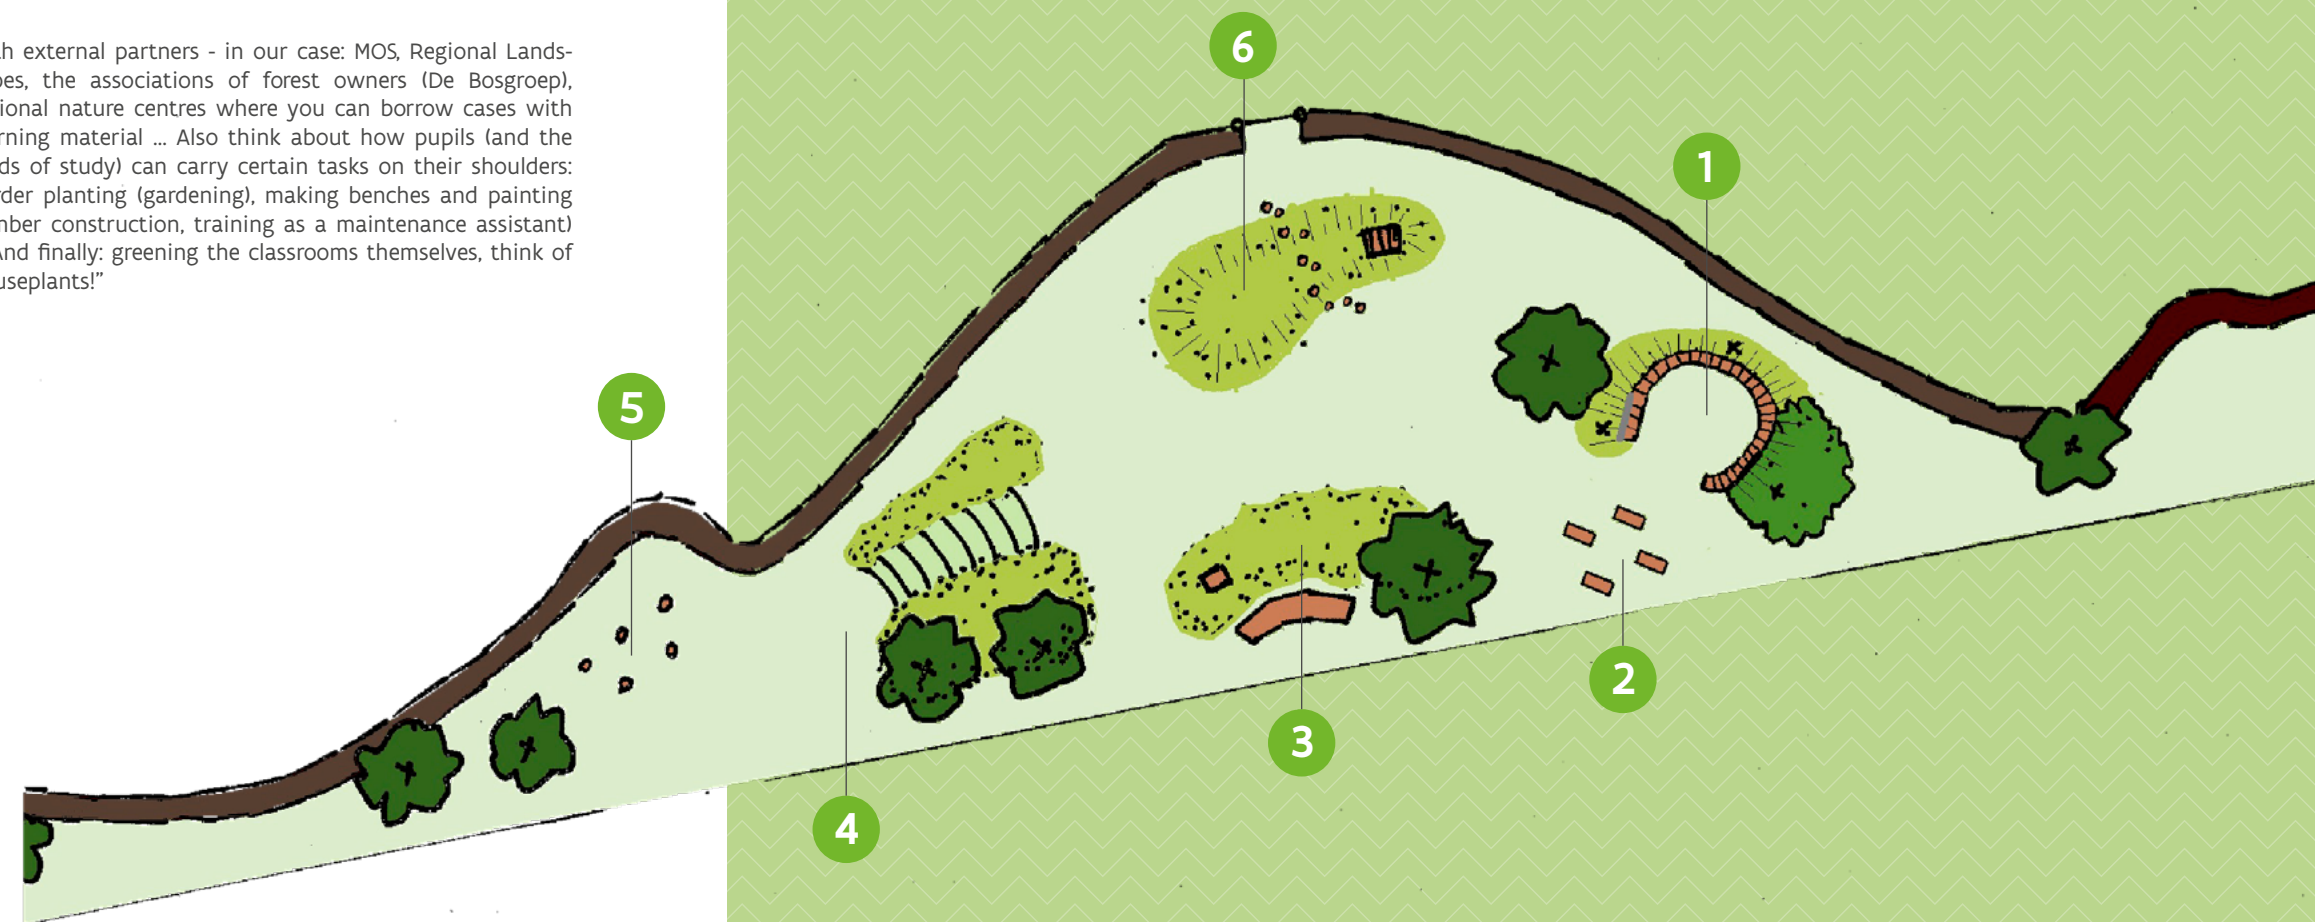 h external partners - in our case: MOS, Regional Lands-
pes, the associations of forest owners (De Bosgroep),
ional nature centres where you can borrow cases with
rning material ... Also think about how pupils (and the
ds of study) can carry certain tasks on their shoulders:
der planting (gardening), making benches and painting
nber construction, training as a maintenance assistant)
And finally: greening the classrooms themselves, think of
useplants!”
6
1
5
2
3
4